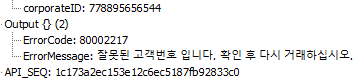 corporateID: 778895656544
Output {} (2)
ErrorCode: 80002217
ErrorMessage: 잘못된 고객번호 입니다. 확인 후 다시 거래하십시오.
API_SEQ: 1c173a2ec153e12c6ec5187fb92833c0